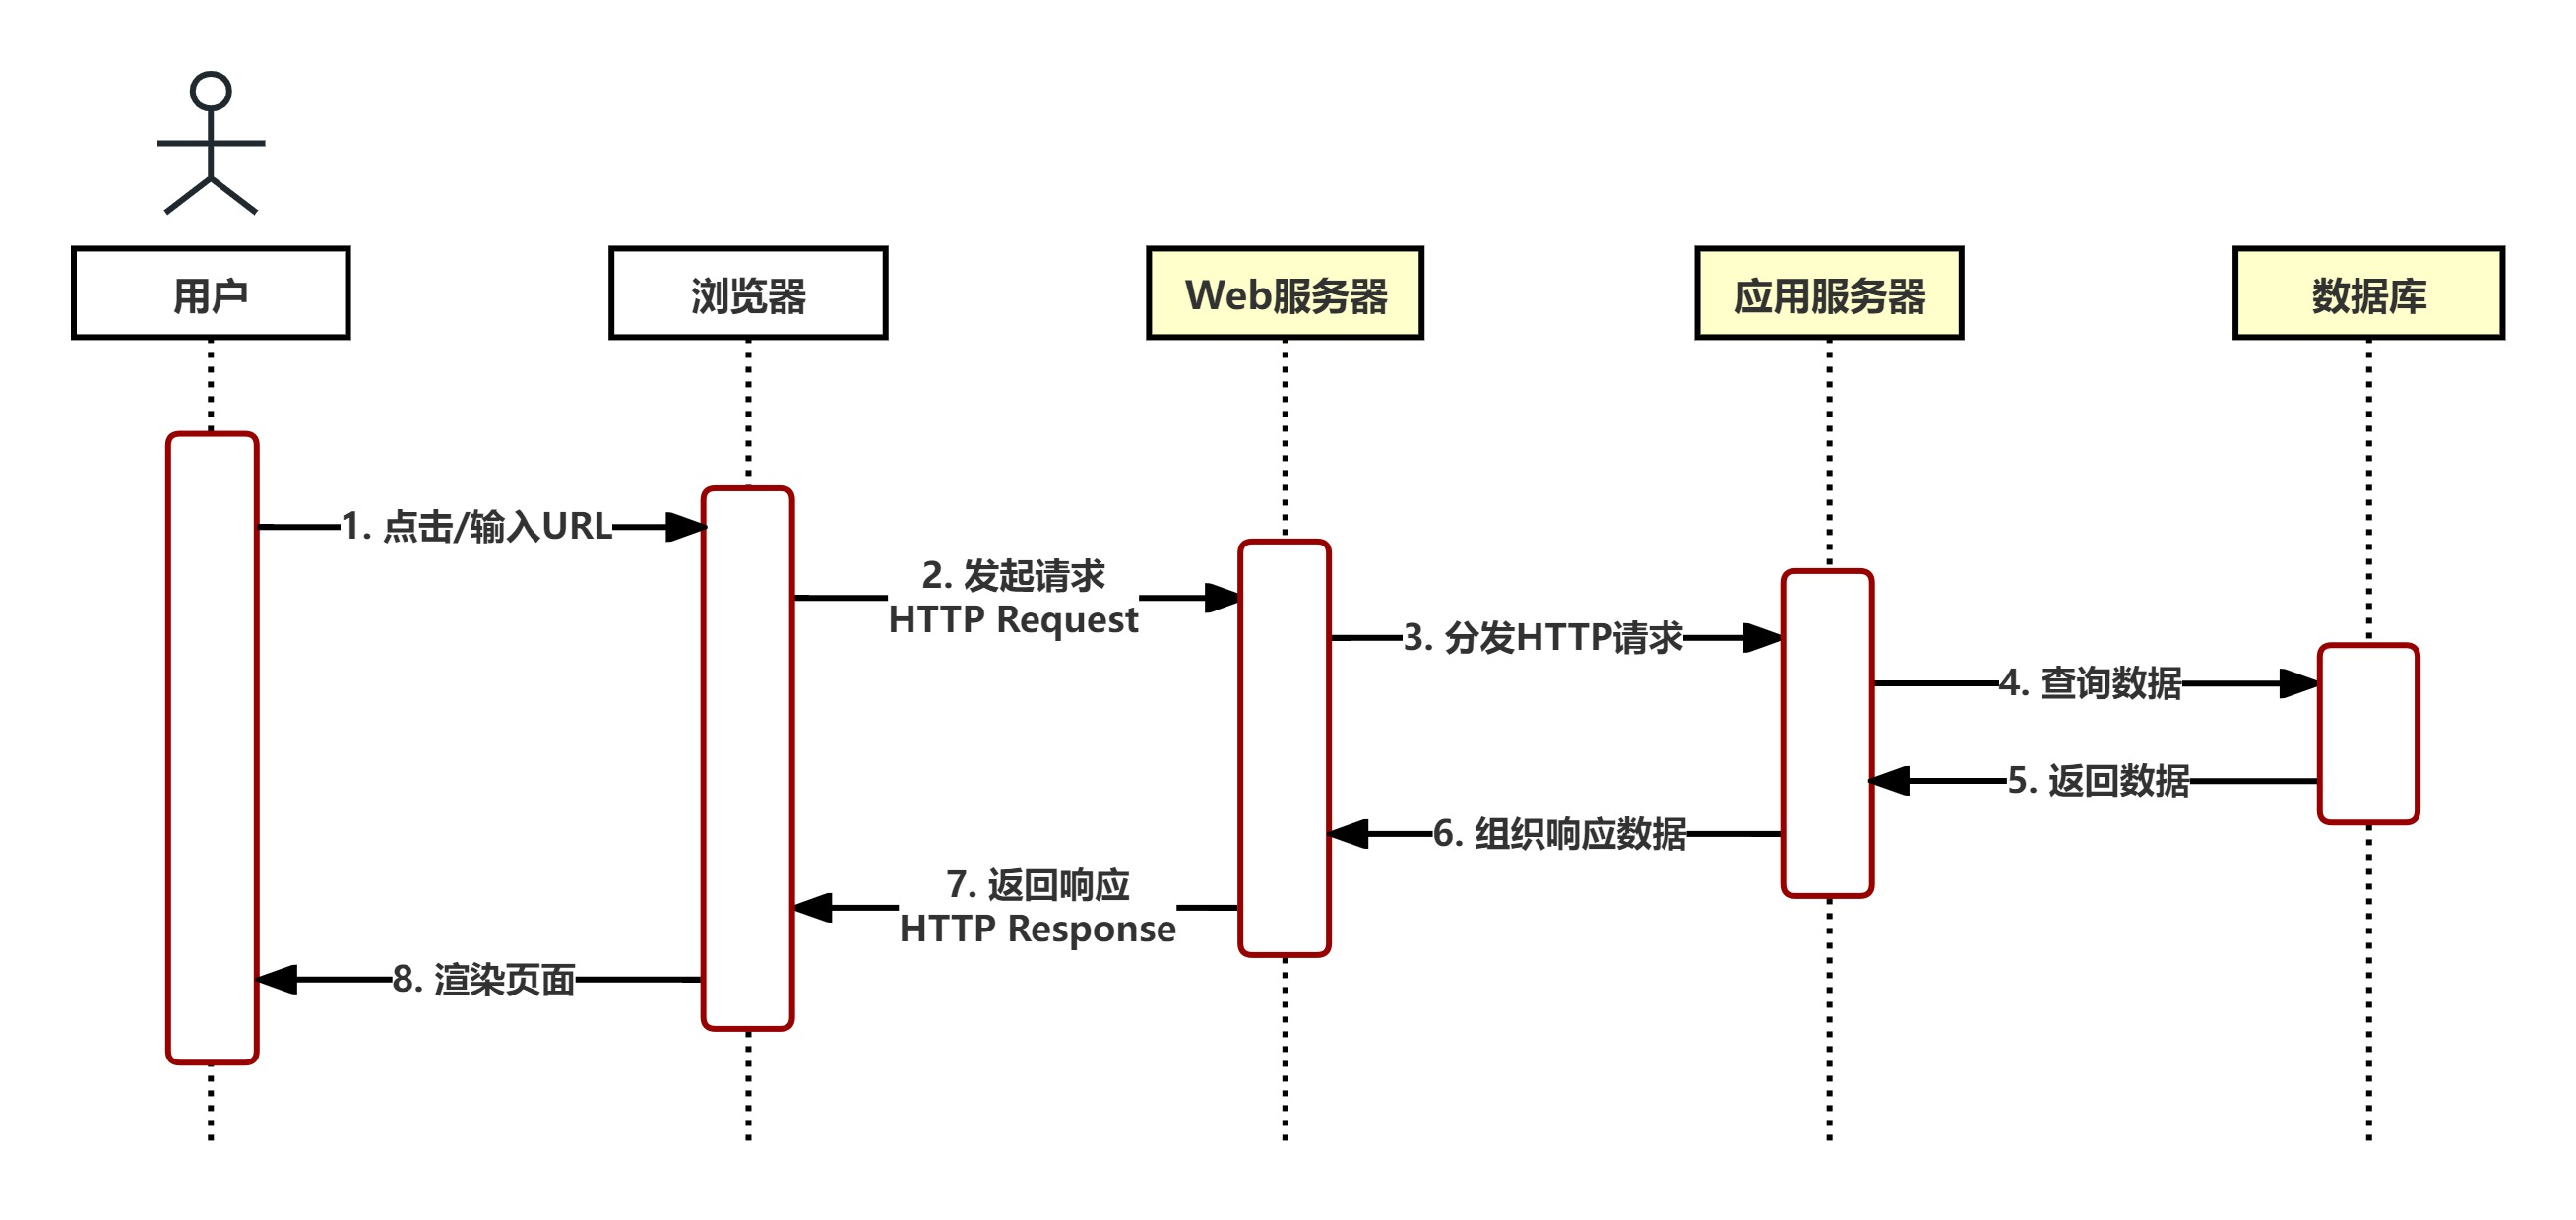 用户
浏览器
Web服务器
应用服务器
数据库
1. 点击/输入URL
2. 发起请求
HTTP Request
3. 分发HTTP请求
4. 查询数据
5. 返回数据
6. 组织响应数据
7. 返回响应
HTTP Response
8. 渲染页面